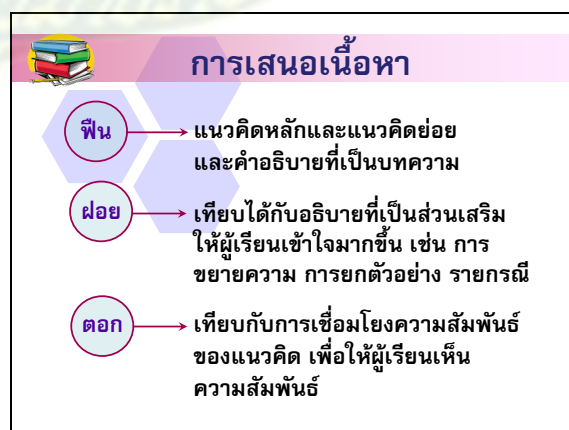 การเสนอเนื้อหา
ฟืน
แนวคิดหลักและแนวคิดย่อย
และคำอธิบายที่เป็นบทความ
ฝอย
เทียบได้กับอธิบายที่เป็นส่วนเสริม
ให้ผู้เรียนเข้าใจมากขึ้น เช่น การ
ขยายความ การยกตัวอย่าง รายกรณี
ตอก
เทียบกับการเชื่อมโยงความสัมพันธ์
ของแนวคิด เพื่อให้ผู้เรียนเห็น
ความสัมพันธ์